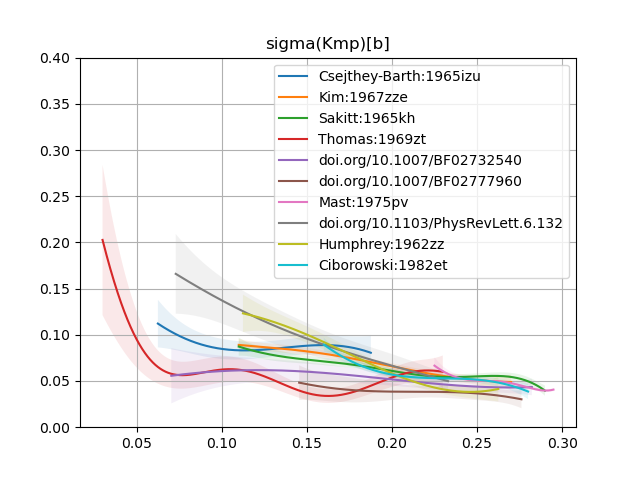 sigma(Kmp)[b]
0.40
0.35
0.30
0.25
0.20
0.15
0.10
0.05
0.00
Csejthey-Barth:1965izu
Kim:1967zze
Sakitt:1965kh
Thomas:1969zt
doi.org/10.1007/BF02732540
doi.org/10.1007/BF02777960
Mast:1975pv
doi.org/10.1103/PhysRevLett.6.132
Humphrey:1962zz
Ciborowski:1982et
0.05 0.10 0.15 0.20 0.25 0.30